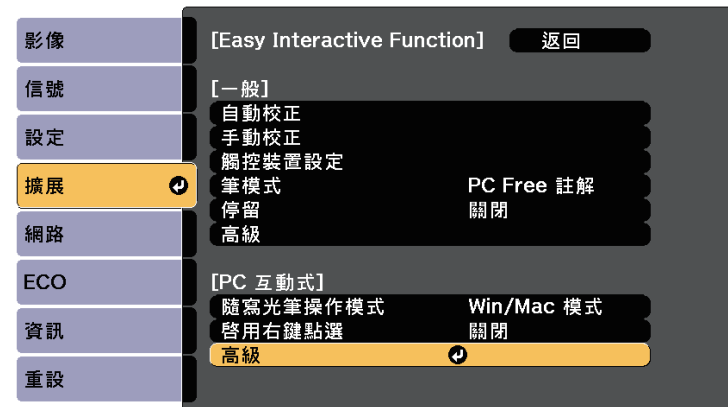 影像
信號
設定
擴展
網路
ECO
資訊
重設
[Easy Interactive Function] 返回
[一般]
自動校正
手動校正
觸控裝置設定
筆模式 PC Free 註解
停留 關閉
高級
[PC 互動式]
隨寫光筆操作模式 Win/Mac 模式
啓用右鍵點選 關閉
高級